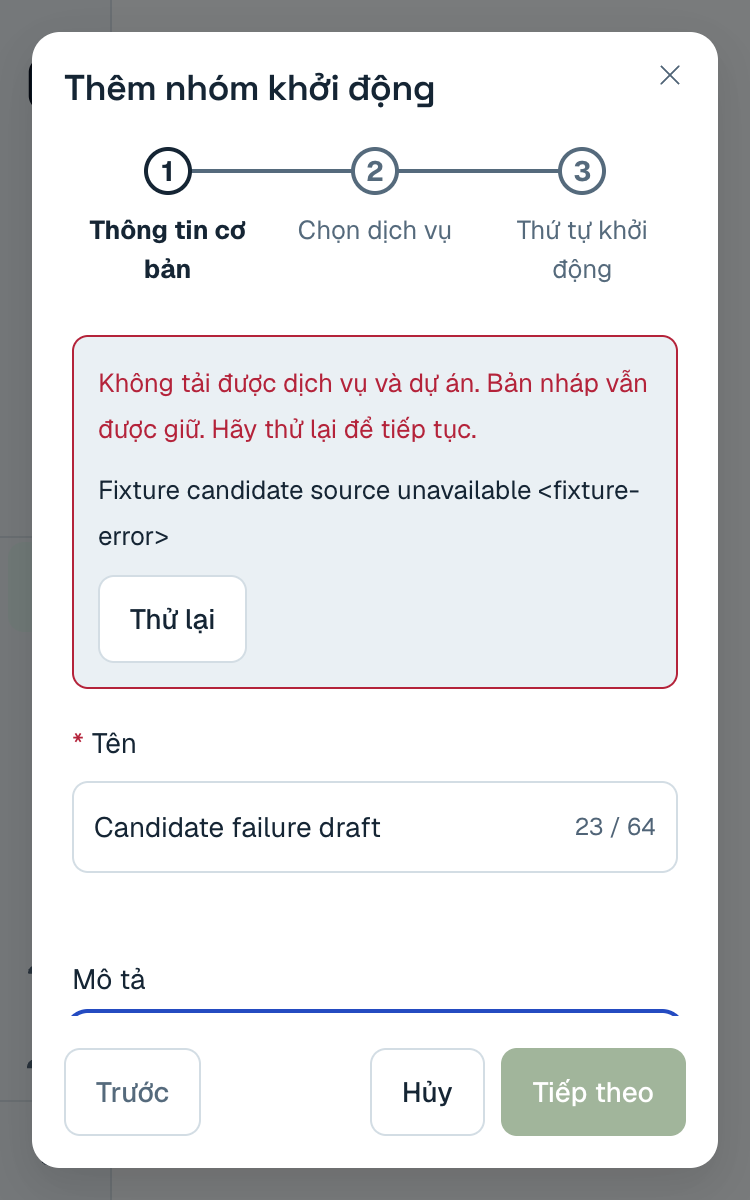 Thêm nhóm khởi động
1
2
3
Thông tin cơ
bản
Chọn dịch vụ
Thứ tự khởi
động
Không tải được dịch vụ và dự án. Bản nháp vẫn
được giữ. Hãy thử lại để tiếp tục.
Fixture candidate source unavailable <fixture-
error>
Thử lại
* Tên
Candidate failure draft
23 / 64
Mô tả
Trước
Hủy
Tiếp theo